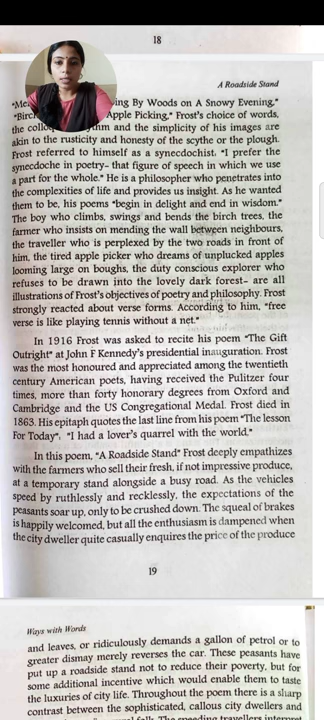 18
A Roadside Stand
ing By Woods on A Snowy Evening,"
"Birch Apple Picking," Frost's choice of words,
the colloq thm and the simplicity of his images are
akin to the rusticity and honesty of the scythe or the plough.
Frost referred to himself as a synecdochist. "I prefer the
synecdoche in poetry– that figure of speech in which we use
a part for the whole." He is a philosopher who penetrates into
the complexities of life and provides us insight. As he wanted
them to be, his poems "begin in delight and end in wisdom."
The boy who climbs, swings and bends the birch trees, the
farmer who insists on mending the wall between neighbours,
the traveller who is perplexed by the two roads in front of
him, the tired apple picker who dreams of unplucked apples
looming large on boughs, the duty conscious explorer who
refuses to be drawn into the lovely dark forest– are all
illustrations of Frost's objectives of poetry and philosophy. Frost
strongly reacted about verse forms. According to him, "free
verse is like playing tennis without a net."
In 1916 Frost was asked to recite his poem "The Gift
Outright" at John F Kennedy's presidential inauguration. Frost
was the most honoured and appreciated among the twentieth
century American poets, having received the Pulitzer four
times, more than forty honorary degrees from Oxford and
Cambridge and the US Congregational Medal. Frost died in
1863. His epitaph quotes the last line from his poem "The lesson
For Today", "I had a lover's quarrel with the world."
In this poem, "A Roadside Stand" Frost deeply empathizes
with the farmers who sell their fresh, if not impressive produce,
at a temporary stand alongside a busy road. As the vehicles
speed by ruthlessly and recklessly, the expectations of the
peasants soar up, only to be crushed down. The squeal of brakes
is happily welcomed, but all the enthusiasm is dampened when
the city dweller quite casually enquires the price of the produce
19
Ways with Words
and leaves, or ridiculously demands a gallon of petrol or to
greater dismay merely reverses the car. These peasants have
put up a roadside stand not to reduce their poverty, but for
some additional incentive which would enable them to taste
the luxuries of city life. Throughout the poem there is a sharp
contrast between the sophisticated, callous city dwellers and
The speeding travellers interpret